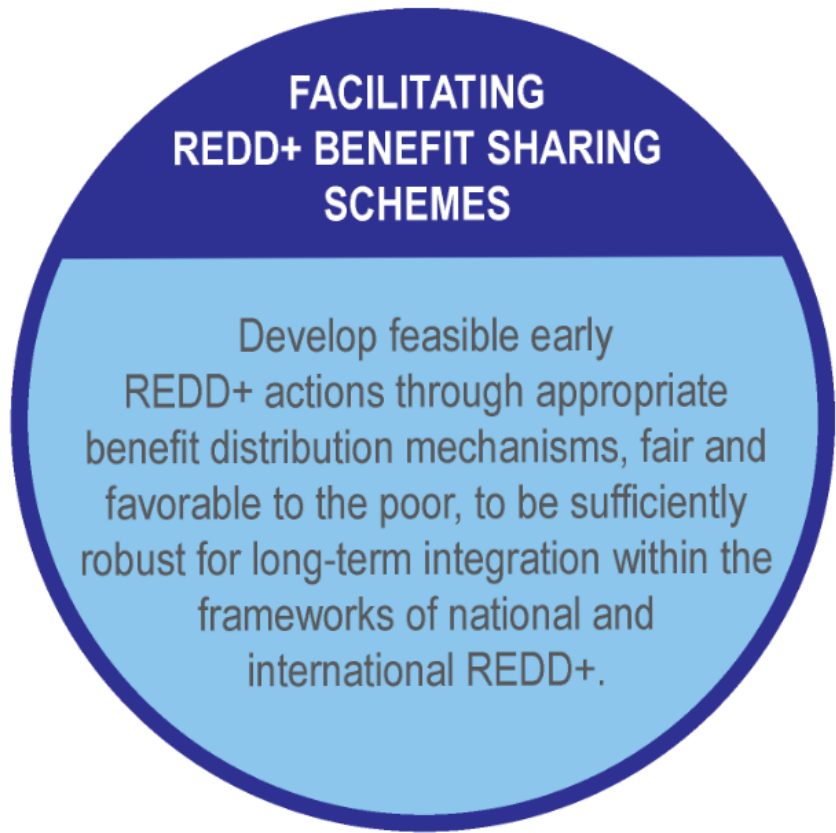 FACILITATING
REDD+ BENEFIT SHARING
SCHEMES
Develop feasible early
REDD+ actions through appropriate
benefit distribution mechanisms, fair and
favorable to the poor, to be sufficiently
robust for long-term integration within the
frameworks of national and
international REDD+.